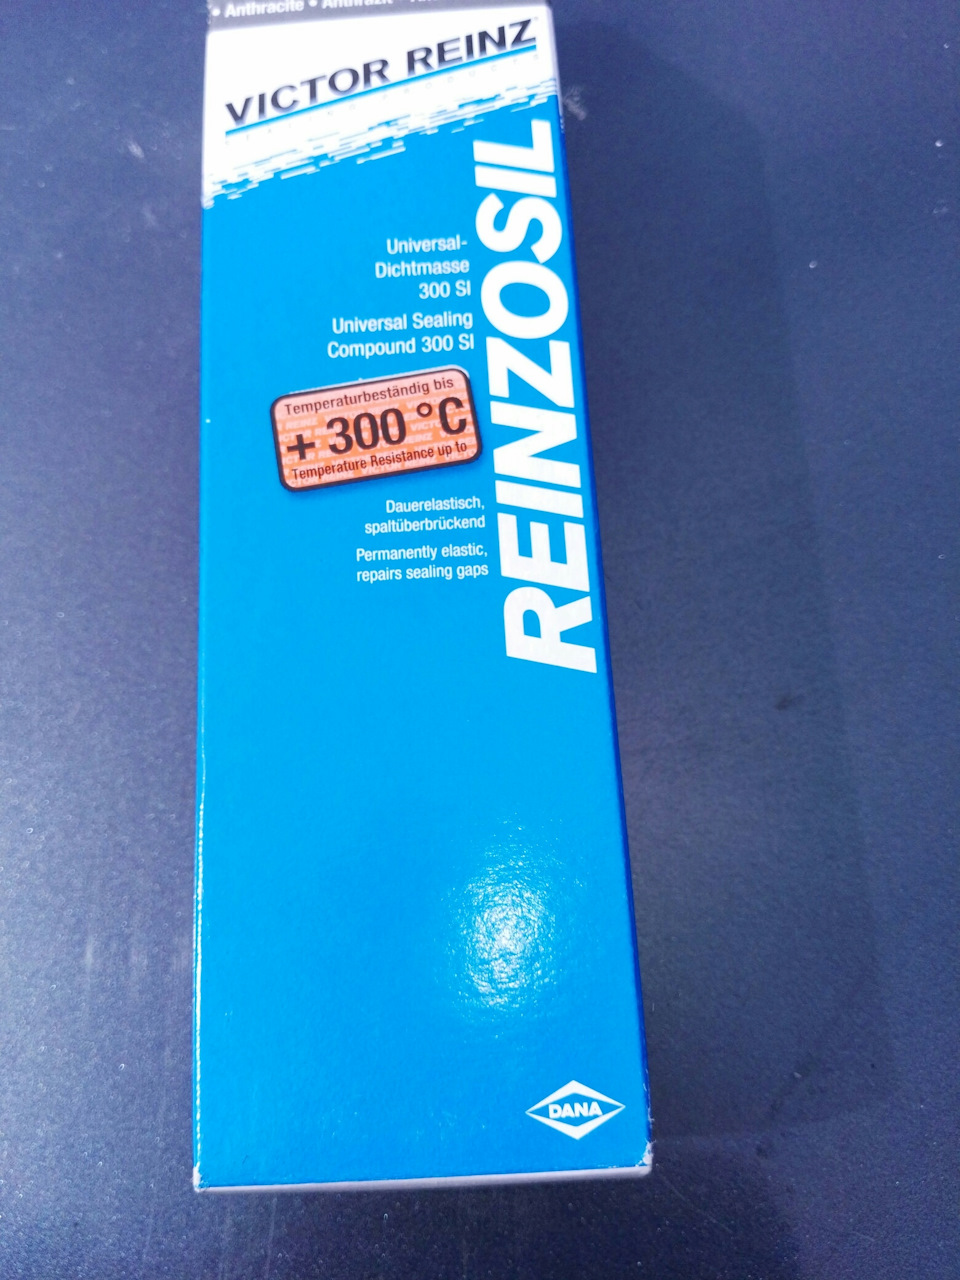 • Anthracite • Anthrazit •
VICTOR REINZ
REINZOSIL
Universal-
Dichtmasse
300 SI
Universal Sealing
Compound 300 SI
Temperaturbeständig bis
+ 300 °C
Temperature Resistance up to
Dauerelastisch,
spaltüberbrückend
Permanently elastic,
repairs sealing gaps
DANA